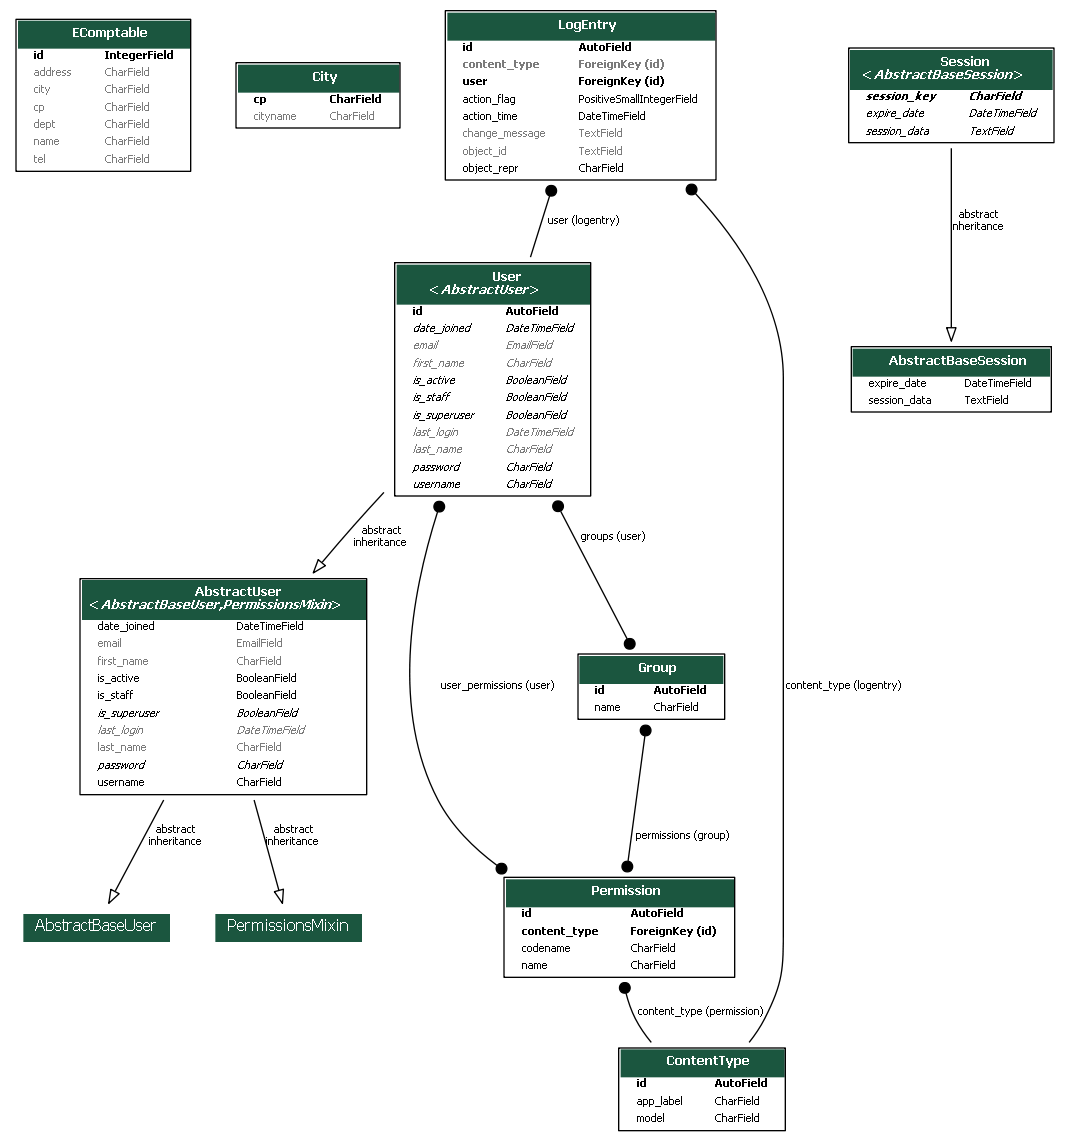 EComptable
id IntegerField
address CharField
city CharField
cp CharField
dept CharField
name CharField
tel CharField
City
cp CharField
cityname CharField
LogEntry
id AutoField
content_type ForeignKey (id)
user ForeignKey (id)
action_flag PositiveSmallIntegerField
action_time DateTimeField
change_message TextField
object_id TextField
object_repr CharField
Session
<AbstractBaseSession>
session_key CharField
expire_date DateTimeField
session_data TextField
user (logentry)
abstract
inheritance
User
<AbstractUser>
id AutoField
date_joined DateTimeField
email EmailField
first_name CharField
is_active BooleanField
is_staff BooleanField
is_superuser BooleanField
last_login DateTimeField
last_name CharField
password CharField
username CharField
AbstractBaseSession
expire_date DateTimeField
session_data TextField
abstract
inheritance
groups (user)
AbstractUser
<AbstractBaseUser,PermissionsMixin>
date_joined DateTimeField
email EmailField
first_name CharField
is_active BooleanField
is_staff BooleanField
is_superuser BooleanField
last_login DateTimeField
last_name CharField
password CharField
username CharField
user_permissions (user)
Group
id AutoField
name CharField
content_type (logentry)
abstract
inheritance
abstract
inheritance
permissions (group)
AbstractBaseUser
PermissionsMixin
Permission
id AutoField
content_type ForeignKey (id)
codename CharField
name CharField
content_type (permission)
ContentType
id AutoField
app_label CharField
model CharField